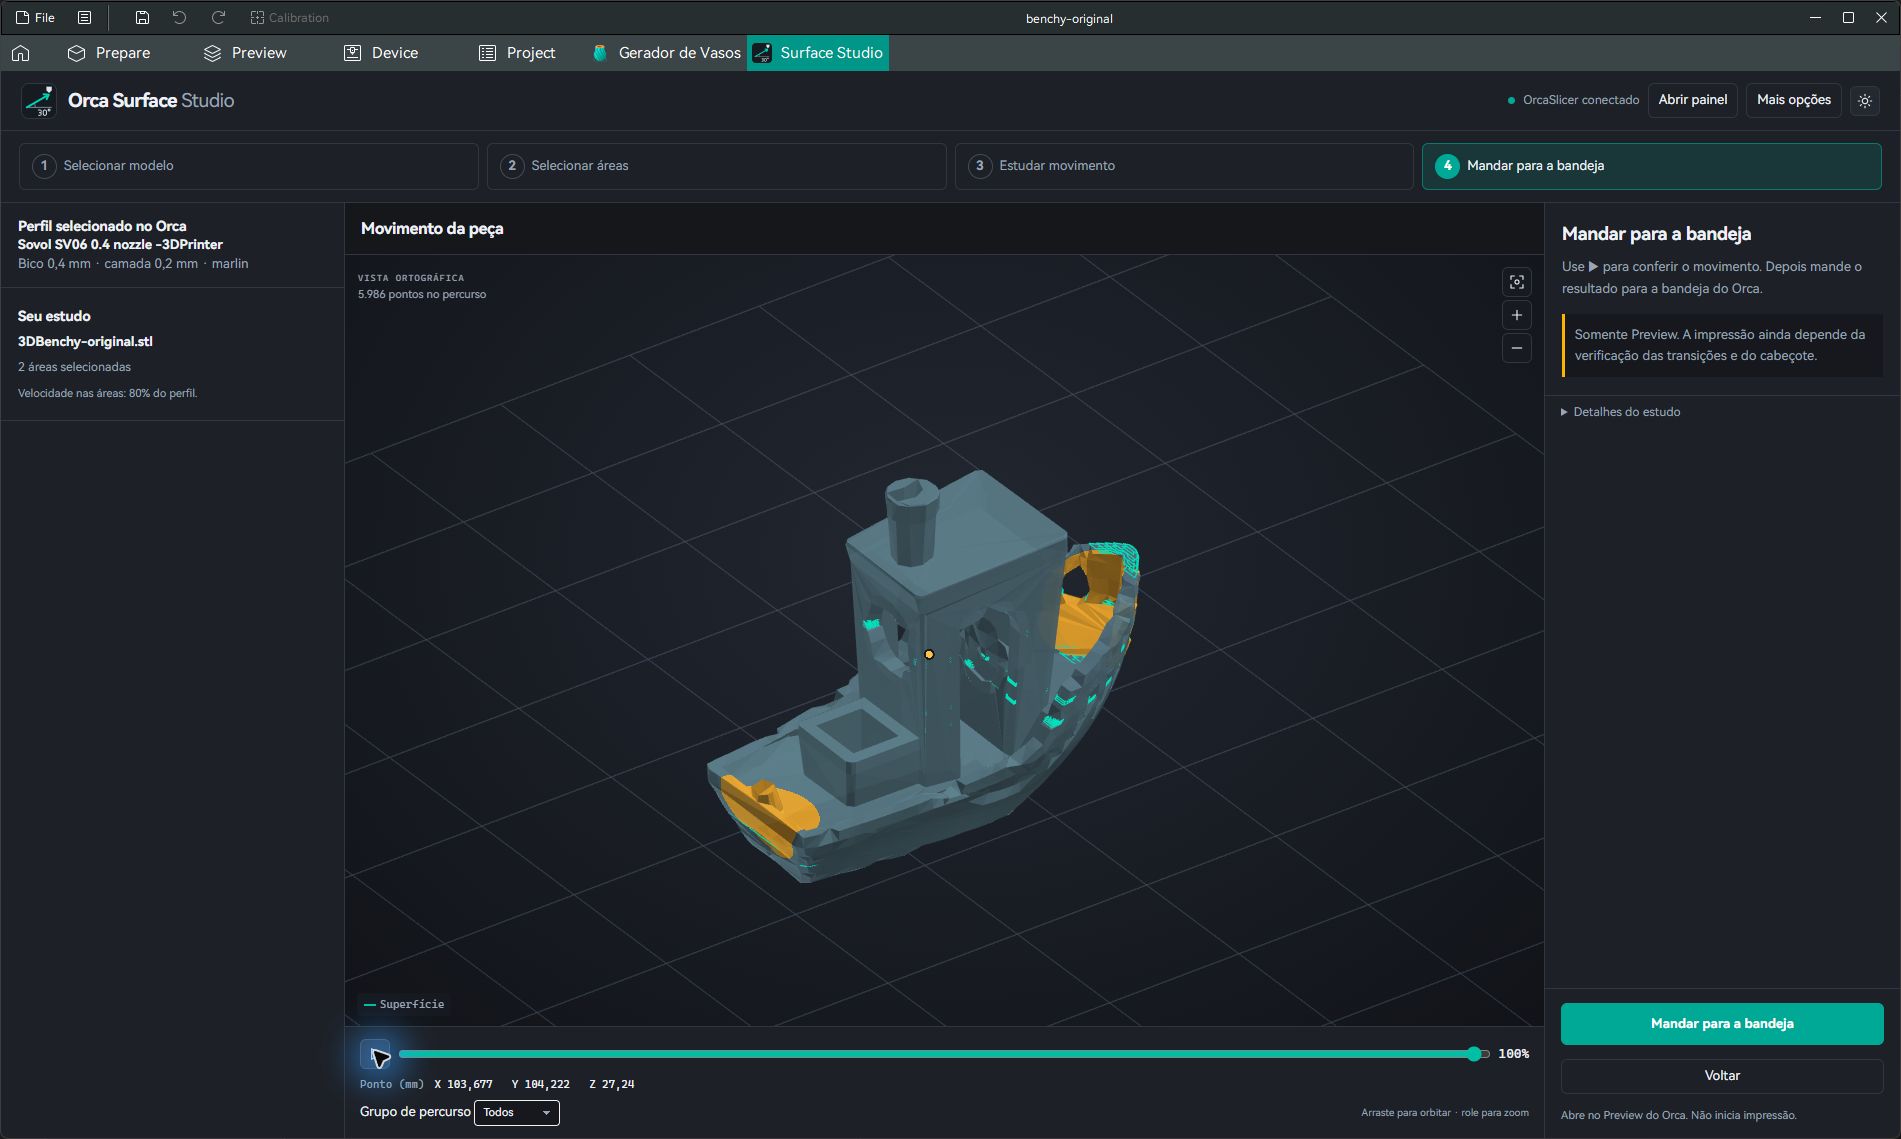 File
Calibration
benchy-original
Prepare
Preview
Device
Project
Gerador de Vasos
30°
Surface Studio
30°
Orca Surface Studio
OrcaSlicer conectado
Abrir painel
Mais opções
1 Selecionar modelo
2 Selecionar áreas
3 Estudar movimento
4 Mandar para a bandeja
Perfil selecionado no Orca
Sovol SV06 0.4 nozzle -3DPrinter
Bico 0,4 mm · camada 0,2 mm · marlin
Seu estudo
3DBenchy-original.stl
2 áreas selecionadas
Velocidade nas áreas: 80% do perfil.
Movimento da peça
VISTA ORTOGRÁFICA
5.986 pontos no percurso
Superfície
100%
Ponto (mm) X 103,677 Y 104,222 Z 27,24
Grupo de percurso Todos
Arraste para orbitar · role para zoom
Mandar para a bandeja
Use ▶ para conferir o movimento. Depois mande o
resultado para a bandeja do Orca.
Somente Preview. A impressão ainda depende da
verificação das transições e do cabeçote.
Detalhes do estudo
Mandar para a bandeja
Voltar
Abre no Preview do Orca. Não inicia impressão.